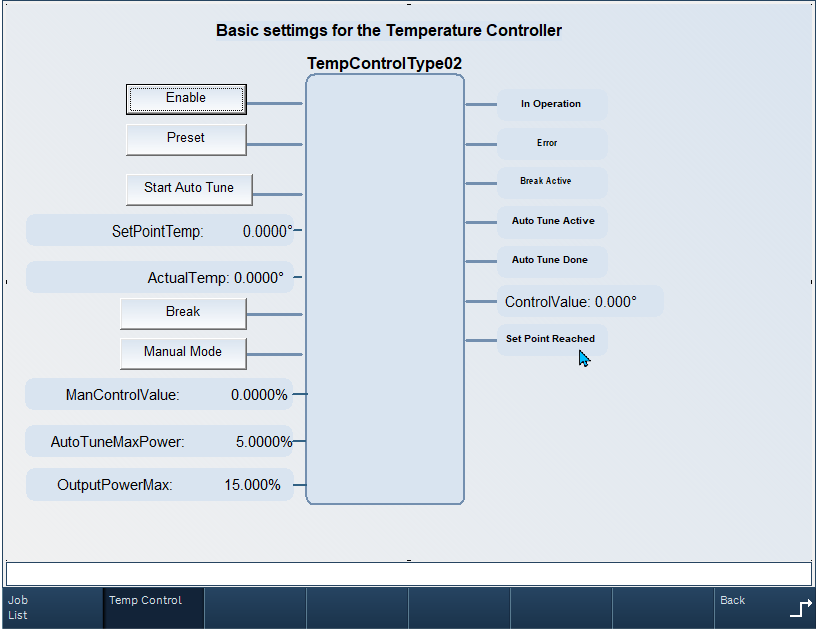 Basic settimgs for the Temperature Controller
TempControlType02
Enable
Preset
Start Auto Tune
SetPointTemp: 0.0000°
ActualTemp: 0.0000°
Break
Manual Mode
ManControlValue: 0.0000%
AutoTuneMaxPower: 5.0000%
OutputPowerMax: 15.000%
In Operation
Error
Break Active
Auto Tune Active
Auto Tune Done
ControlValue: 0.000°
Set Point Reached
Job
List
Temp Control
Back